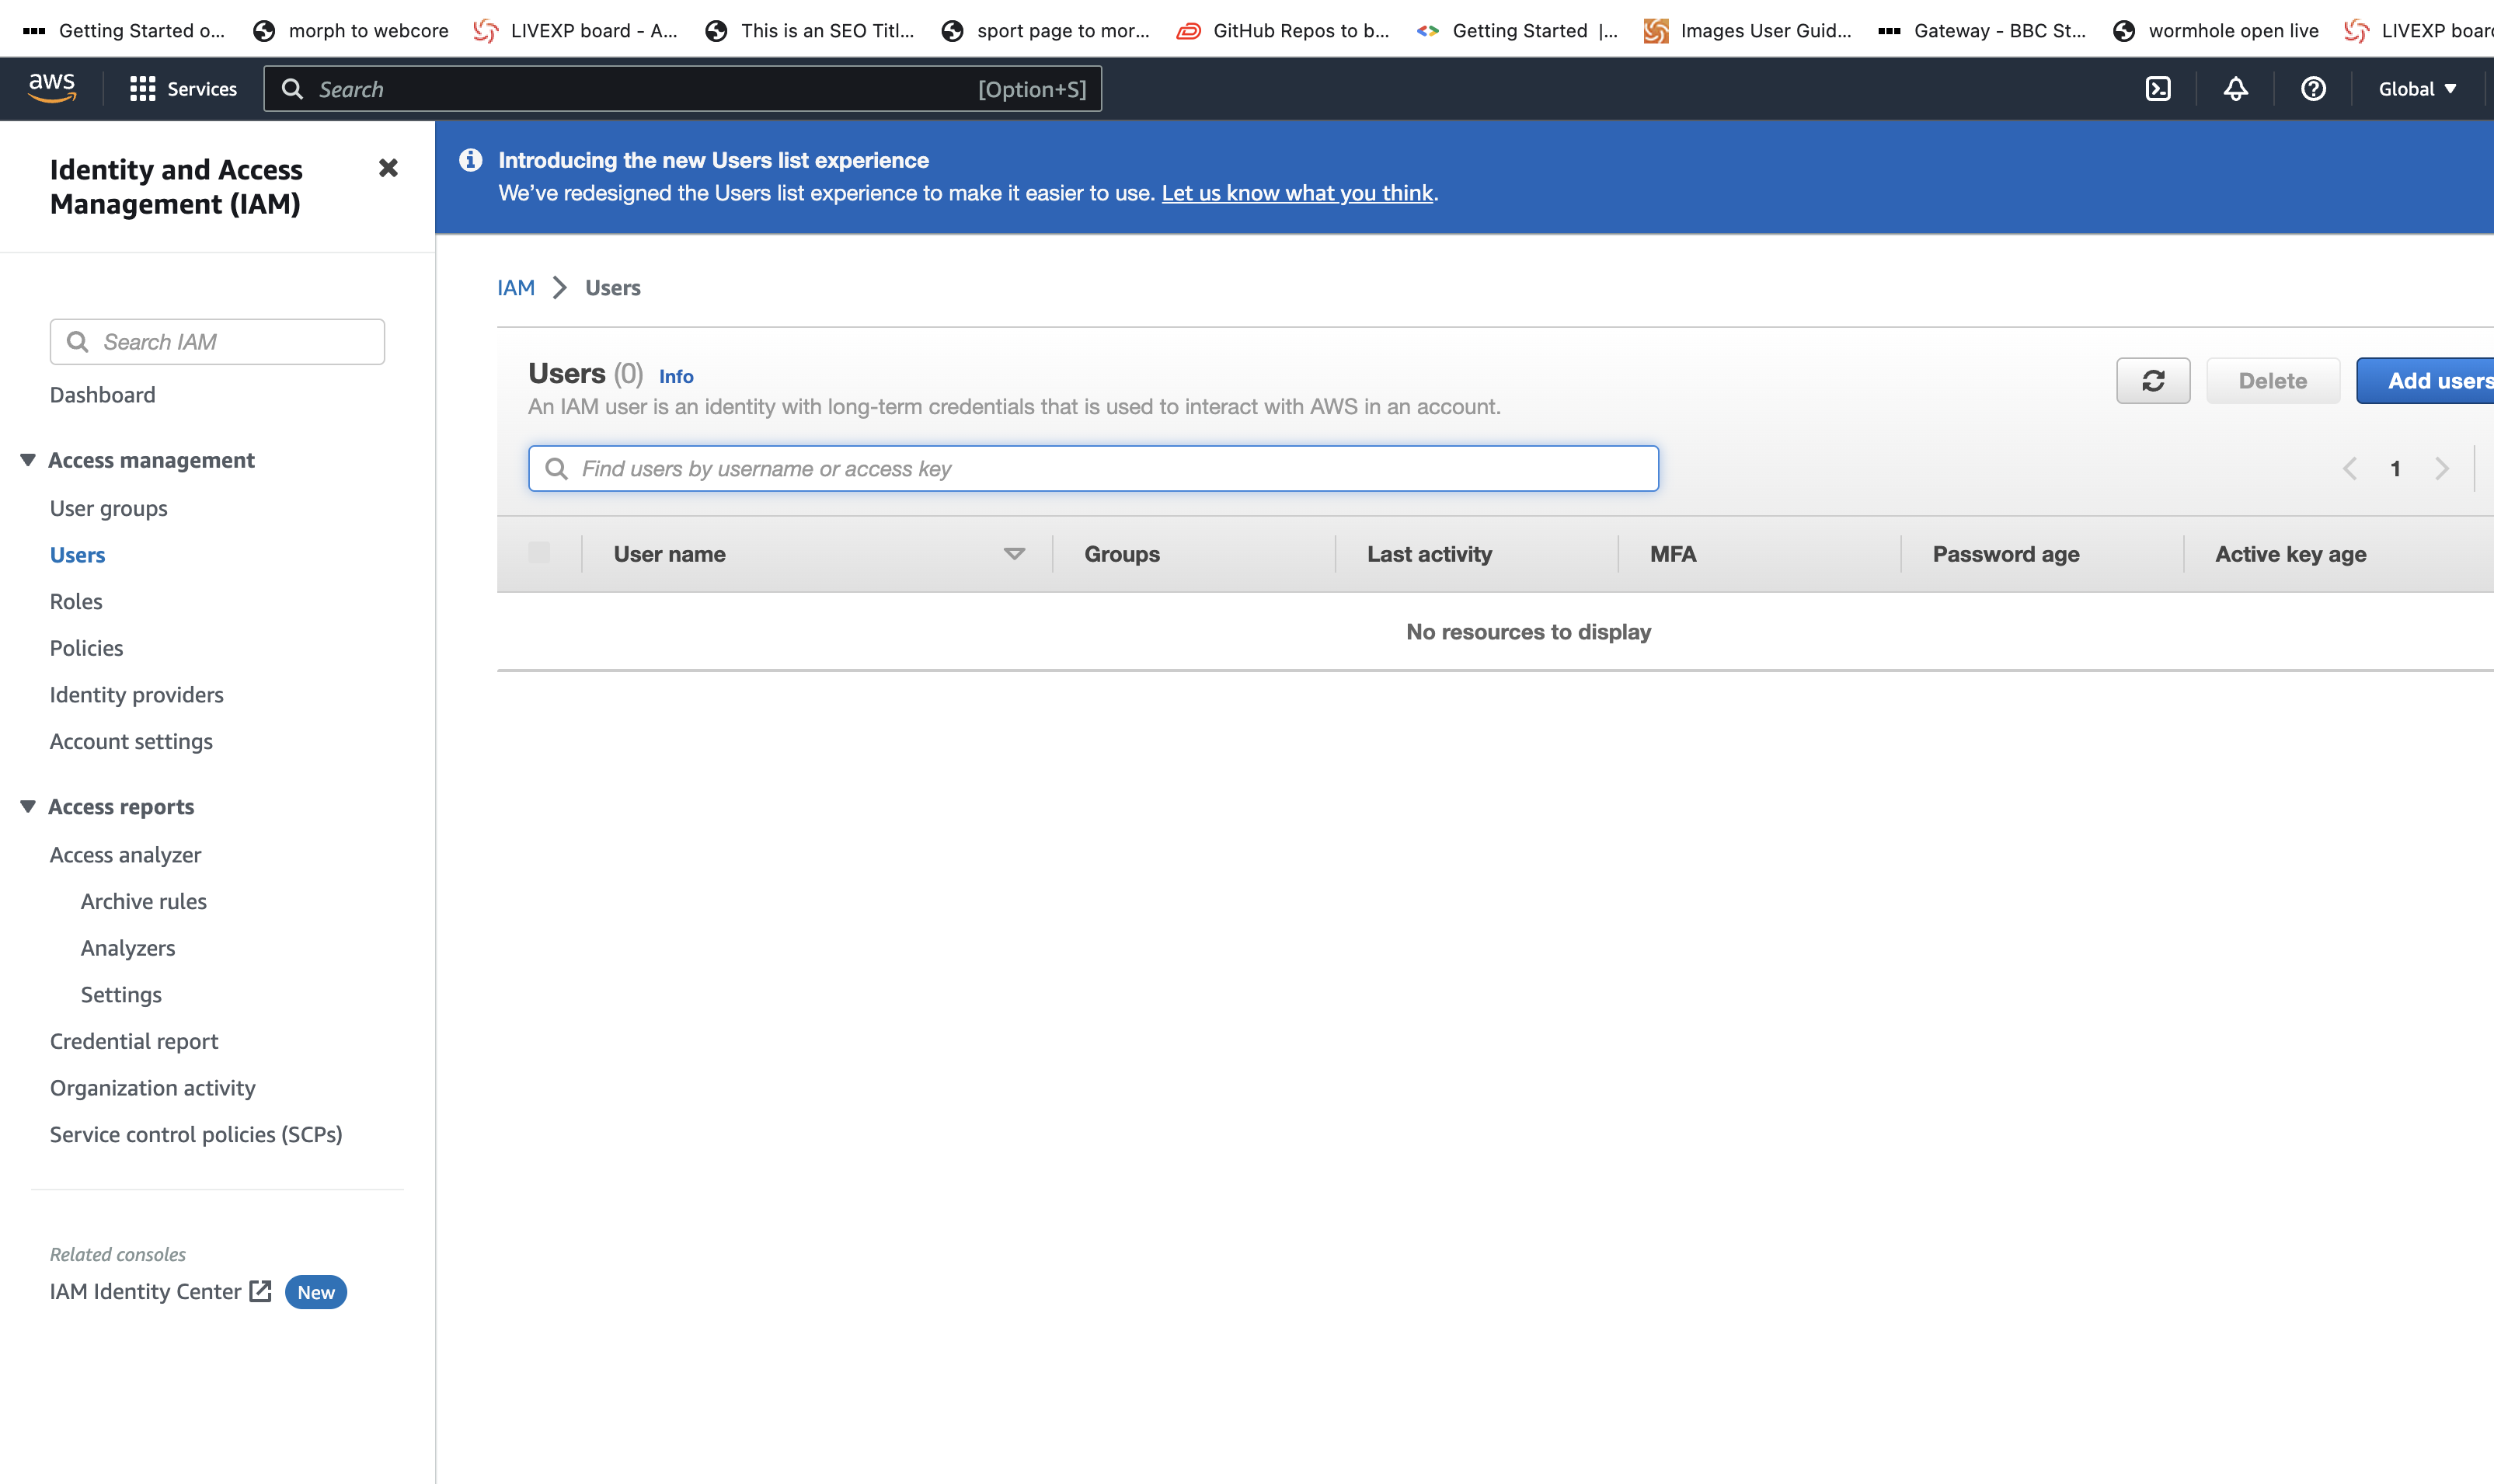 Getting Started o...
morph to webcore
LIVEXP board - A...
This is an SEO Titl...
sport page to mor...
GitHub Repos to b...
Getting Started |...
Images User Guid...
Gateway - BBC St...
wormhole open live
LIVEXP boar
aws
Services
Search
[Option+S]
Global
Identity and Access
Management (IAM)
Search IAM
Dashboard
Access management
User groups
Users
Roles
Policies
Identity providers
Account settings
Access reports
Access analyzer
Archive rules
Analyzers
Settings
Credential report
Organization activity
Service control policies (SCPs)
Related consoles
IAM Identity Center
New
Introducing the new Users list experience
We've redesigned the Users list experience to make it easier to use. Let us know what you think.
IAM > Users
Users (0) Info
An IAM user is an identity with long-term credentials that is used to interact with AWS in an account.
Delete
Add users
Find users by username or access key
1
User name
Groups
Last activity
MFA
Password age
Active key age
No resources to display